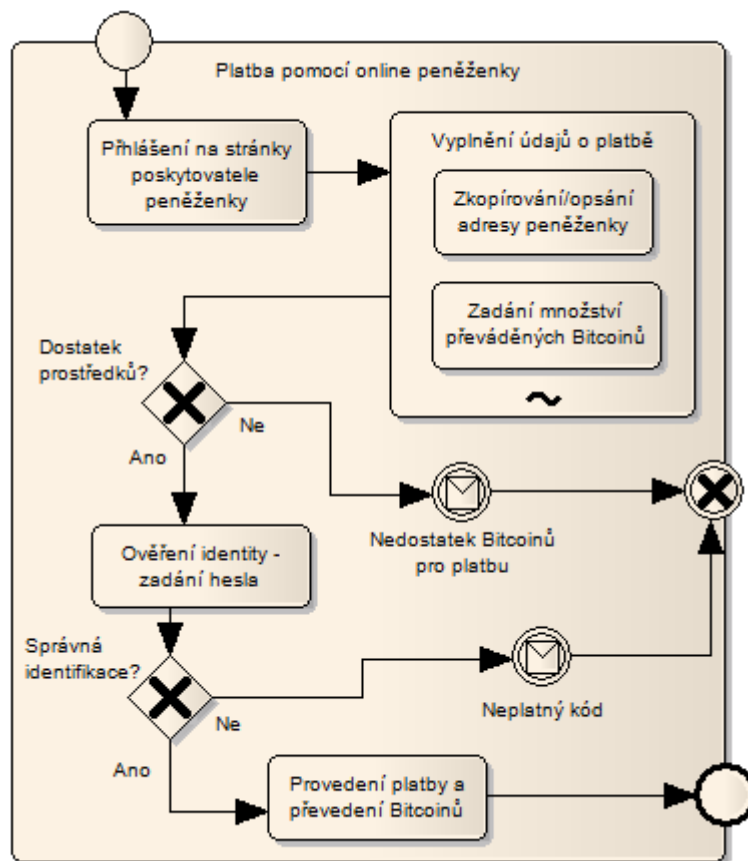 Platba pomocí online peněženky
Přhlášení na stránky
poskytovatele
peněženky
Vyplnění údajů o platbě
Zkopírování/opsání
adresy peněženky
Zadání množství
převáděných Bitcoinů
Dostatek
prostředků?
Ne
Ano
Nedostatek Bitcoinů
pro platbu
Ověření identity -
zadání hesla
Správná
identifikace?
Ne
Neplatný kód
Ano
Provedení platby a
převedení Bitcoinů